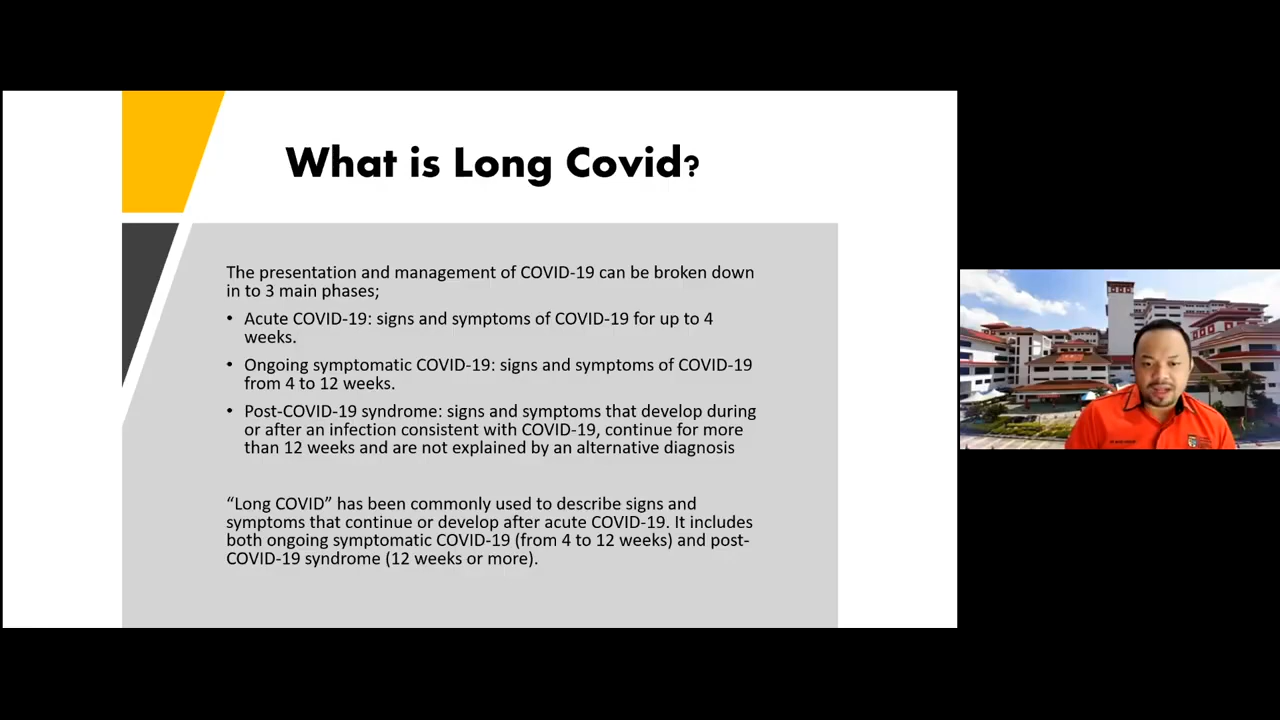 What is Long Covid?
The presentation and management of COVID-19 can be broken down
in to 3 main phases;
• Acute COVID-19: signs and symptoms of COVID-19 for up to 4
weeks.
• Ongoing symptomatic COVID-19: signs and symptoms of COVID-19
from 4 to 12 weeks.
• Post-COVID-19 syndrome: signs and symptoms that develop during
or after an infection consistent with COVID-19, continue for more
than 12 weeks and are not explained by an alternative diagnosis
“Long COVID” has been commonly used to describe signs and
symptoms that continue or develop after acute COVID-19. It includes
both ongoing symptomatic COVID-19 (from 4 to 12 weeks) and post-
COVID-19 syndrome (12 weeks or more).